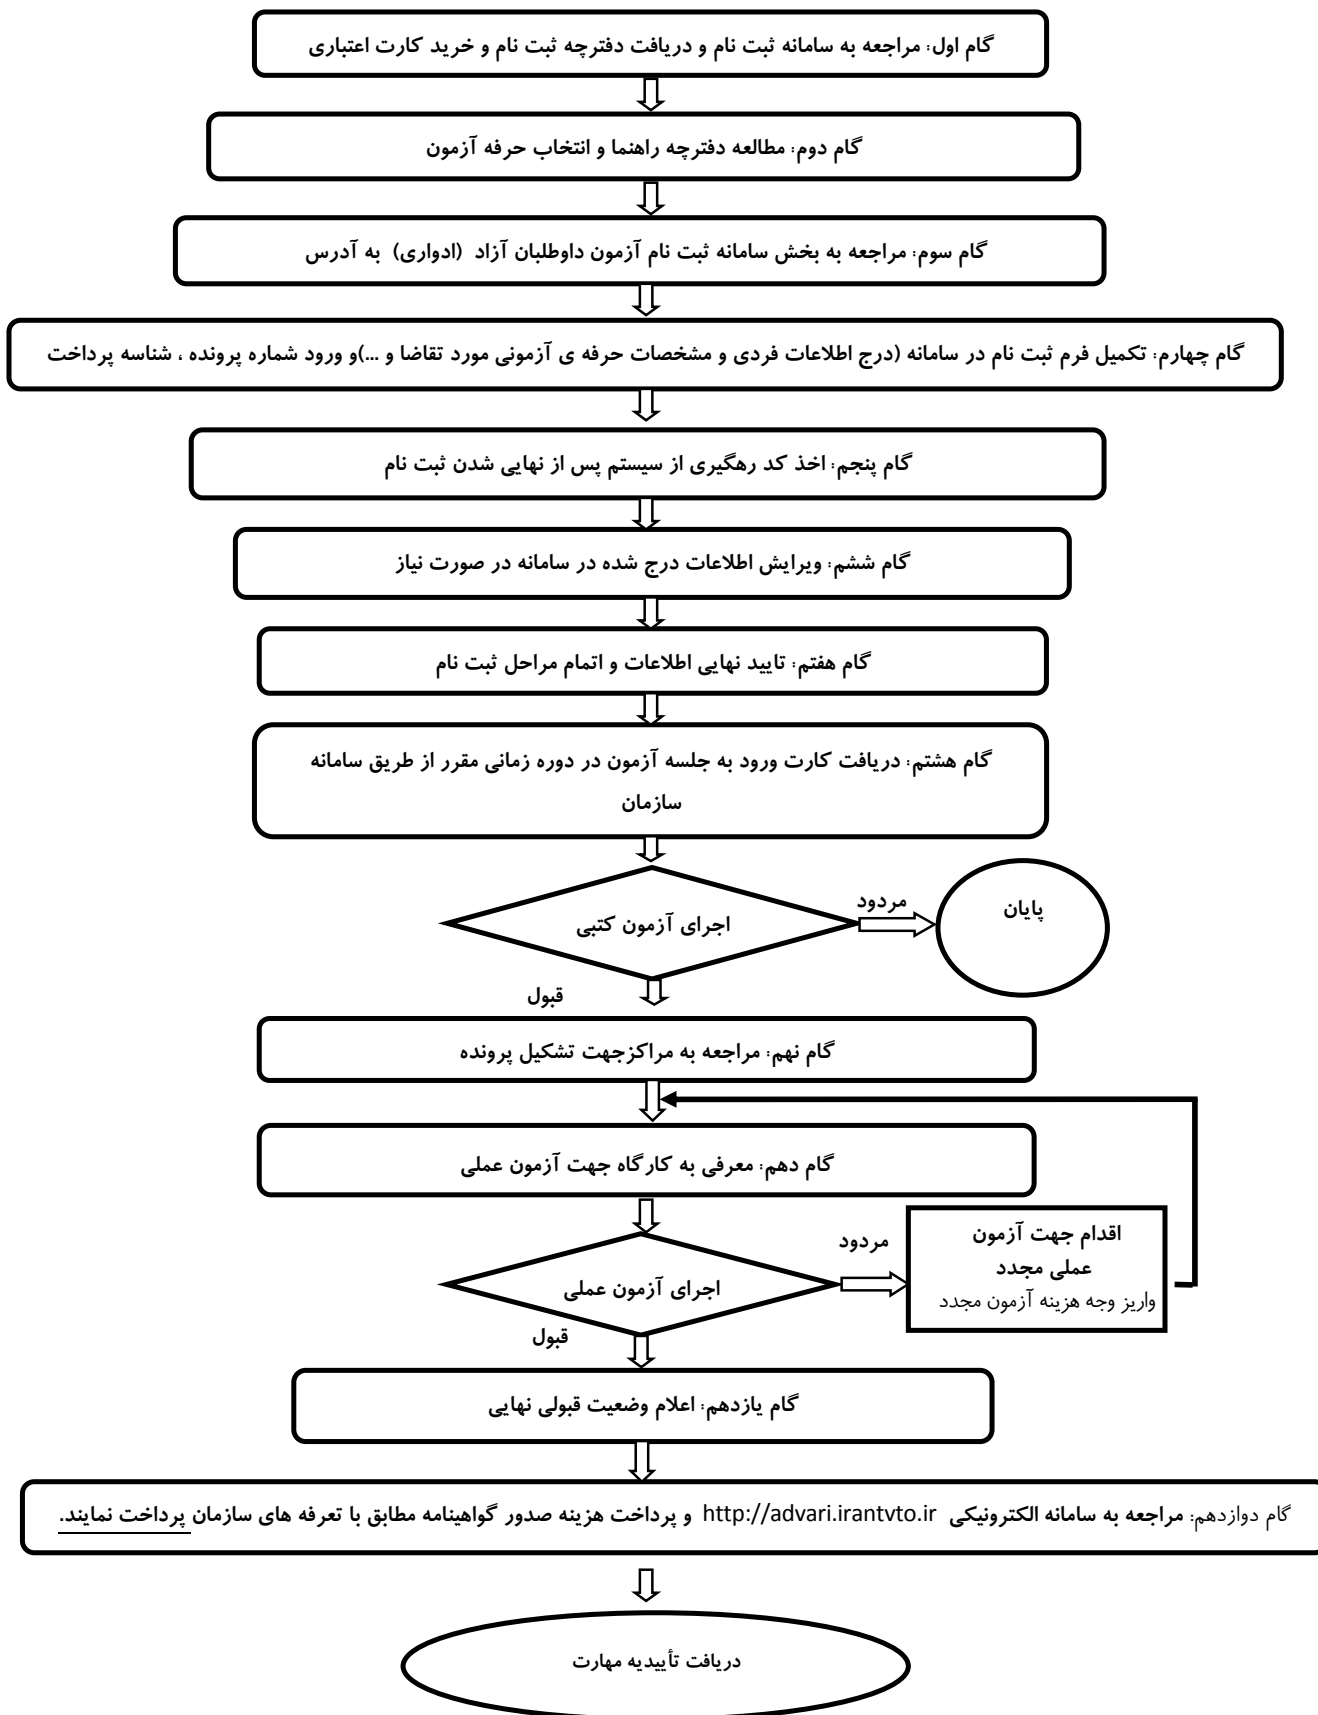 گام اول: مراجعه به سامانه ثبت نام و دریافت دفترچه ثبت نام و خرید کارت اعتباری
گام دوم: مطالعه دفترچه راهنما و انتخاب حرفه آزمون
گام سوم: مراجعه به بخش سامانه ثبت نام آزمون داوطلبان آزاد (ادواری) به آدرس
گام چهارم: تکمیل فرم ثبت نام در سامانه (درج اطلاعات فردی و مشخصات حرفه ی آزمونی مورد تقاضا و ...)و ورود شماره پرونده ، شناسه پرداخت
گام پنجم: اخذ کد رهگیری از سیستم پس از نهایی شدن ثبت نام
گام ششم: ویرایش اطلاعات درج شده در سامانه در صورت نیاز
گام هفتم: تایید نهایی اطلاعات و اتمام مراحل ثبت نام
گام هشتم: دریافت کارت ورود به جلسه آزمون در دوره زمانی مقرر از طریق سامانه
سازمان
اجرای آزمون کتبی
مردود
پایان
قبول
گام نهم: مراجعه به مراکزجهت تشکیل پرونده
گام دهم: معرفی به کارگاه جهت آزمون عملی
اجرای آزمون عملی
مردود
اقدام جهت آزمون
عملی مجدد
واریز وجه هزینه آزمون مجدد
قبول
گام یازدهم: اعلام وضعیت قبولی نهایی
گام دوازدهم: مراجعه به سامانه الکترونیکی http://advari.irantvto.ir و پرداخت هزینه صدور گواهینامه مطابق با تعرفه های سازمان پرداخت نمایند.
دریافت تأییدیه مهارت